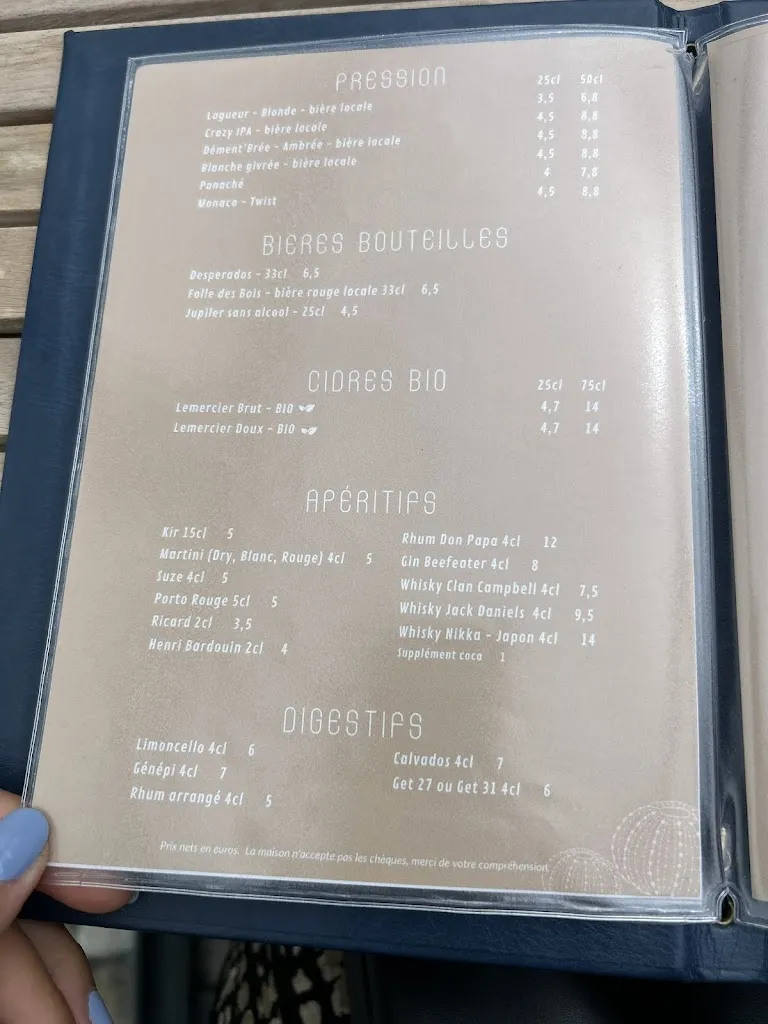 PRESSION
25cl 50cl
Lagueur - Blonde - bière locale 3,5 6,8
Crazy IPA - bière locale 4,5 8,8
Dément'Brée - Ambrée - bière locale 4,5 8,8
Blanche givrée - bière locale 4,5 8,8
Panaché 4 7,8
Monaco - Twist 4,5 8,8
BIÈRES BOUTEILLES
Desperados - 33cl 6,5
Folle des Bois - bière rouge locale 33cl 6,5
Jupiler sans alcool - 25cl 4,5
CIDRES BIO
25cl 75cl
Lemercier Brut - BIO 4,7 14
Lemercier Doux - BIO 4,7 14
APÉRITIFS
Kir 15cl 5
Martini (Dry, Blanc, Rouge) 4cl 5
Suze 4cl 5
Porto Rouge 5cl 5
Ricard 2cl 3,5
Henri Bardouin 2cl 4
Rhum Don Papa 4cl 12
Gin Beefeater 4cl 8
Whisky Clan Campbell 4cl 7,5
Whisky Jack Daniels 4cl 9,5
Whisky Nikka - Japon 4cl 14
Supplément coca 1
DIGESTIFS
Limoncello 4cl 6
Génépi 4cl 7
Rhum arrangé 4cl 5
Calvados 4cl 7
Get 27 ou Get 31 4cl 6
Prix nets en euros. La maison n'accepte pas les chèques, merci de votre compréhension